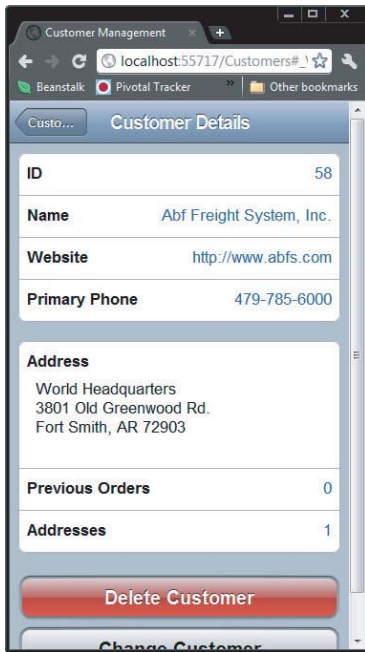 Customer Management
localhost:55717/Customers#_
Beanstalk Pivotal Tracker » Other bookmarks
Custo... Customer Details
ID 58
Name Abf Freight System, Inc.
Website http://www.abfs.com
Primary Phone 479-785-6000
Address
World Headquarters
3801 Old Greenwood Rd.
Fort Smith, AR 72903
Previous Orders 0
Addresses 1
Delete Customer
Change Customer